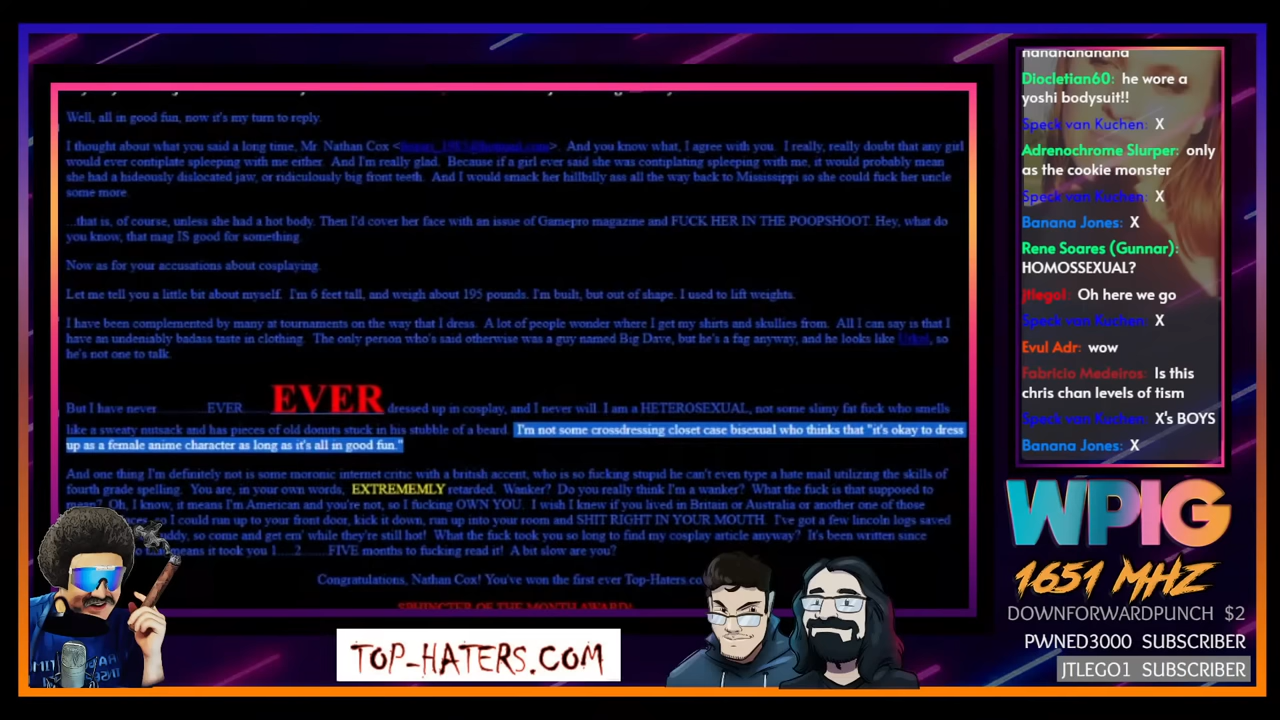 Well, all in good fun, now it's my turn to reply.
I thought about what you said a long time, Mr. Nathan Cox < >. And you know what, I agree with you. I really, really doubt that any girl
would ever contiplate spleeping with me either. And I'm really glad. Because if a girl ever said she was contiplating spleeping with me, it would probably mean
she had a hideously dislocated jaw, or ridiculously big front teeth. And I would smack her hillbilly ass all the way back to Mississippi so she could fuck her uncle
some more.
...that is, of course, unless she had a hot body. Then I'd cover her face with an issue of Gamepro magazine and FUCK HER IN THE POOPSHOOT. Hey, what do
you know, that mag IS good for something.
Now as for your accusations about cosplaying.
Let me tell you a little bit about myself. I'm 6 feet tall, and weigh about 195 pounds. I'm built, but out of shape. I used to lift weights.
I have been complemented by many at tournaments on the way that I dress. A lot of people wonder where I get my shirts and skullies from. All I can say is that I
have an undeniably badass taste in clothing. The only person who's said otherwise was a guy named Big Dave, but he's a fag anyway, and he looks like , so
he's not one to talk.
But I have never ............EVER....... EVER dressed up in cosplay, and I never will. I am a HETEROSEXUAL, not some slimy fat fuck who smells
like a sweaty nutsack and has pieces of old donuts stuck in his stubble of a beard. I'm not some crossdressing closet case bisexual who thinks that "it's okay to dress
up as a female anime character as long as it's all in good fun."
And one thing I'm definitely not is some moronic internet critic with a british accent, who is so fucking stupid he can't even type a hate mail utilizing the skills of
fourth grade spelling. You are, in your own words, EXTREMEMLY retarded. Wanker? Do you really think I'm a wanker? What the fuck is that supposed to
mean? Oh, I know, it means I'm American and you're not, so I fucking OWN YOU. I wish I knew if you lived in Britain or Australia or another one of those
so I could run up to your front door, kick it down, run up into your room and SHIT RIGHT IN YOUR MOUTH. I've got a few lincoln logs saved
so come and get em' while they're still hot! What the fuck took you so long to find my cosplay article anyway? It's been written since
means it took you 1.....2.......FIVE months to fucking read it! A bit slow are you?
Congratulations, Nathan Cox! You've won the first ever Top-Haters.co
SPHINCTER OF THE MONTH AWARD!
TOP-HATERS.COM
nanananananana
Diocletian60: he wore a
yoshi bodysuit!!
Speck van Kuchen: X
Adrenochrome Slurper: only
as the cookie monster
Speck van Kuchen: X
Banana Jones: X
Rene Soares (Gunnar):
HOMOSSEXUAL?
jtlego1: Oh here we go
Speck van Kuchen: X
Evul Adr: wow
Fabricio Medeiros: Is this
chris chan levels of tism
Speck van Kuchen: X's BOYS
Banana Jones: X
WPIG
1651 MHZ
DOWNFORWARDPUNCH $2
PWNED3000 SUBSCRIBER
JTLEGO1 SUBSCRIBER